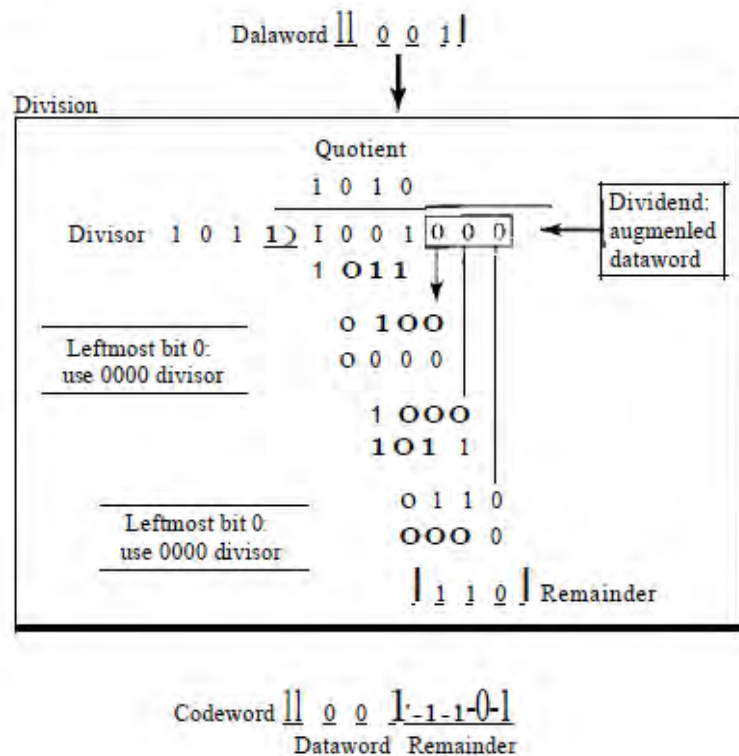 Dalaword 1 0 0 1
Division
Quotient
1 0 1 0
Divisor 1 0 1 1 ) 1 0 0 1 0 0 0
Dividend:
augmenled
dataword
1 0 1 1
0 1 0 0
Leftmost bit 0:
use 0000 divisor
0 0 0 0
1 0 0 0
1 0 1 1
0 1 1 0
Leftmost bit 0:
use 0000 divisor
0 0 0 0
1 1 0 Remainder
Codeword 1 0 0 1 1 1 0
Dataword Remainder